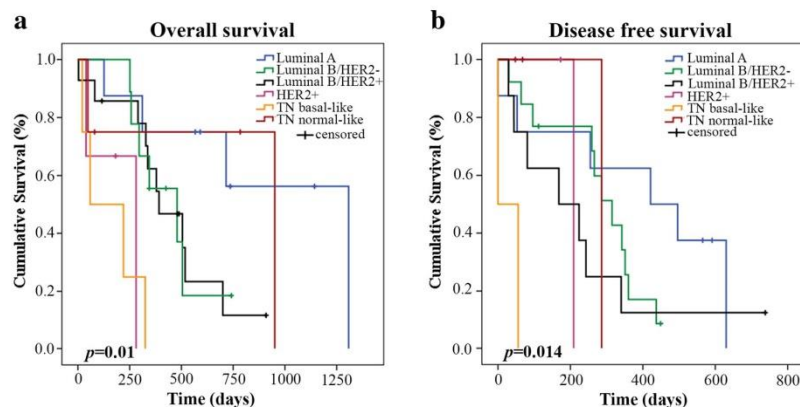 a
Overall survival
Cumulative Survival (%)
1.0
0.8
0.6
0.4
0.2
0.0
Luminal A
Luminal B/HER2-
Luminal B/HER2+
HER2+
TN basal-like
TN normal-like
censored
p=0.01
0
250
500
750
1000
1250
Time (days)
b
Disease free survival
Cumulative Survival (%)
1.0
0.8
0.6
0.4
0.2
0.0
Luminal A
Luminal B/HER2-
Luminal B/HER2+
HER2+
TN basal-like
TN normal-like
censored
p=0.014
0
200
400
600
800
Time (days)